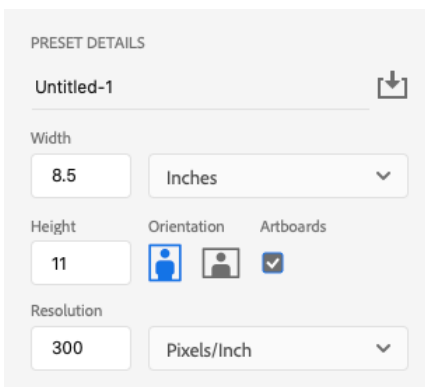 PRESET DETAILS
Untitled-1
Width
8.5 Inches
Height Orientation Artboards
11
Resolution
300 Pixels/Inch